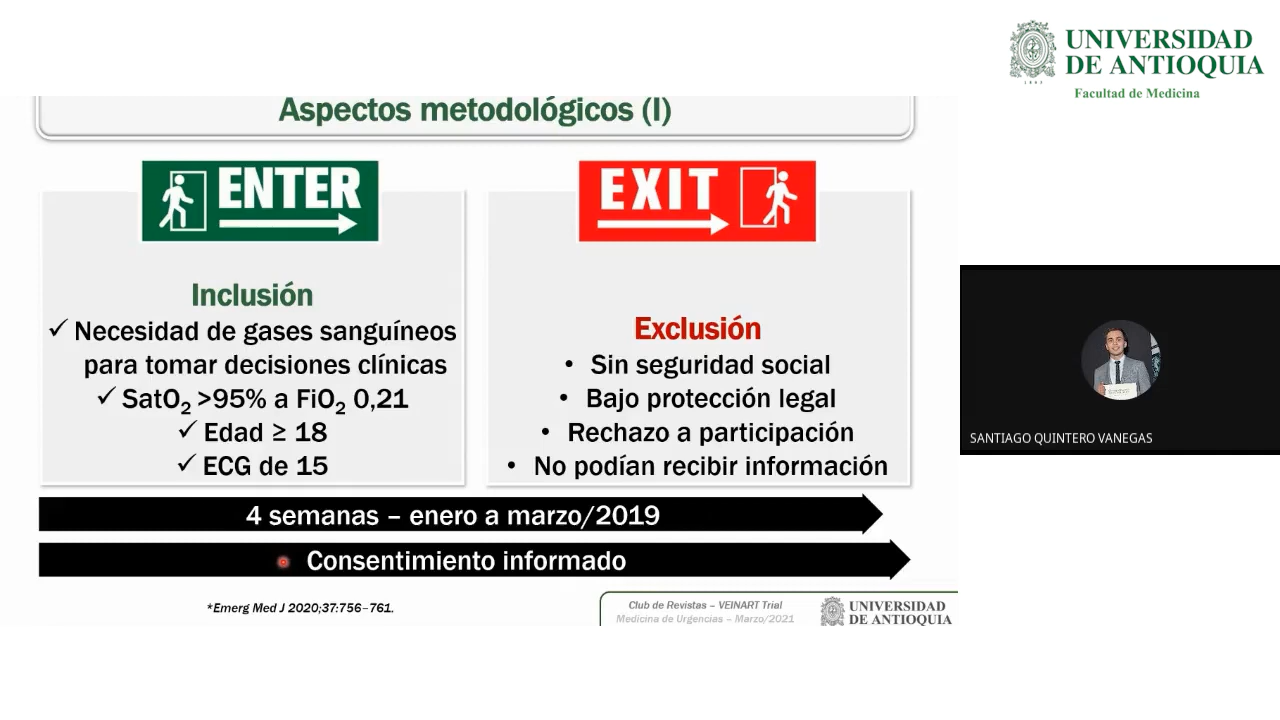 UNIVERSIDAD
DE ANTIOQUIA
1803
Facultad de Medicina
Aspectos metodológicos (I)
ENTER
EXIT
Inclusión
✓ Necesidad de gases sanguíneos
para tomar decisiones clínicas
✓ SatO₂ >95% a FiO₂ 0,21
✓ Edad ≥ 18
✓ ECG de 15
Exclusión
• Sin seguridad social
• Bajo protección legal
• Rechazo a participación
• No podían recibir información
4 semanas – enero a marzo/2019
Consentimiento informado
*Emerg Med J 2020;37:756–761.
Club de Revistas – VEINART Trial
Medicina de Urgencias – Marzo/2021
UNIVERSIDAD
DE ANTIOQUIA
SANTIAGO QUINTERO VANEGAS